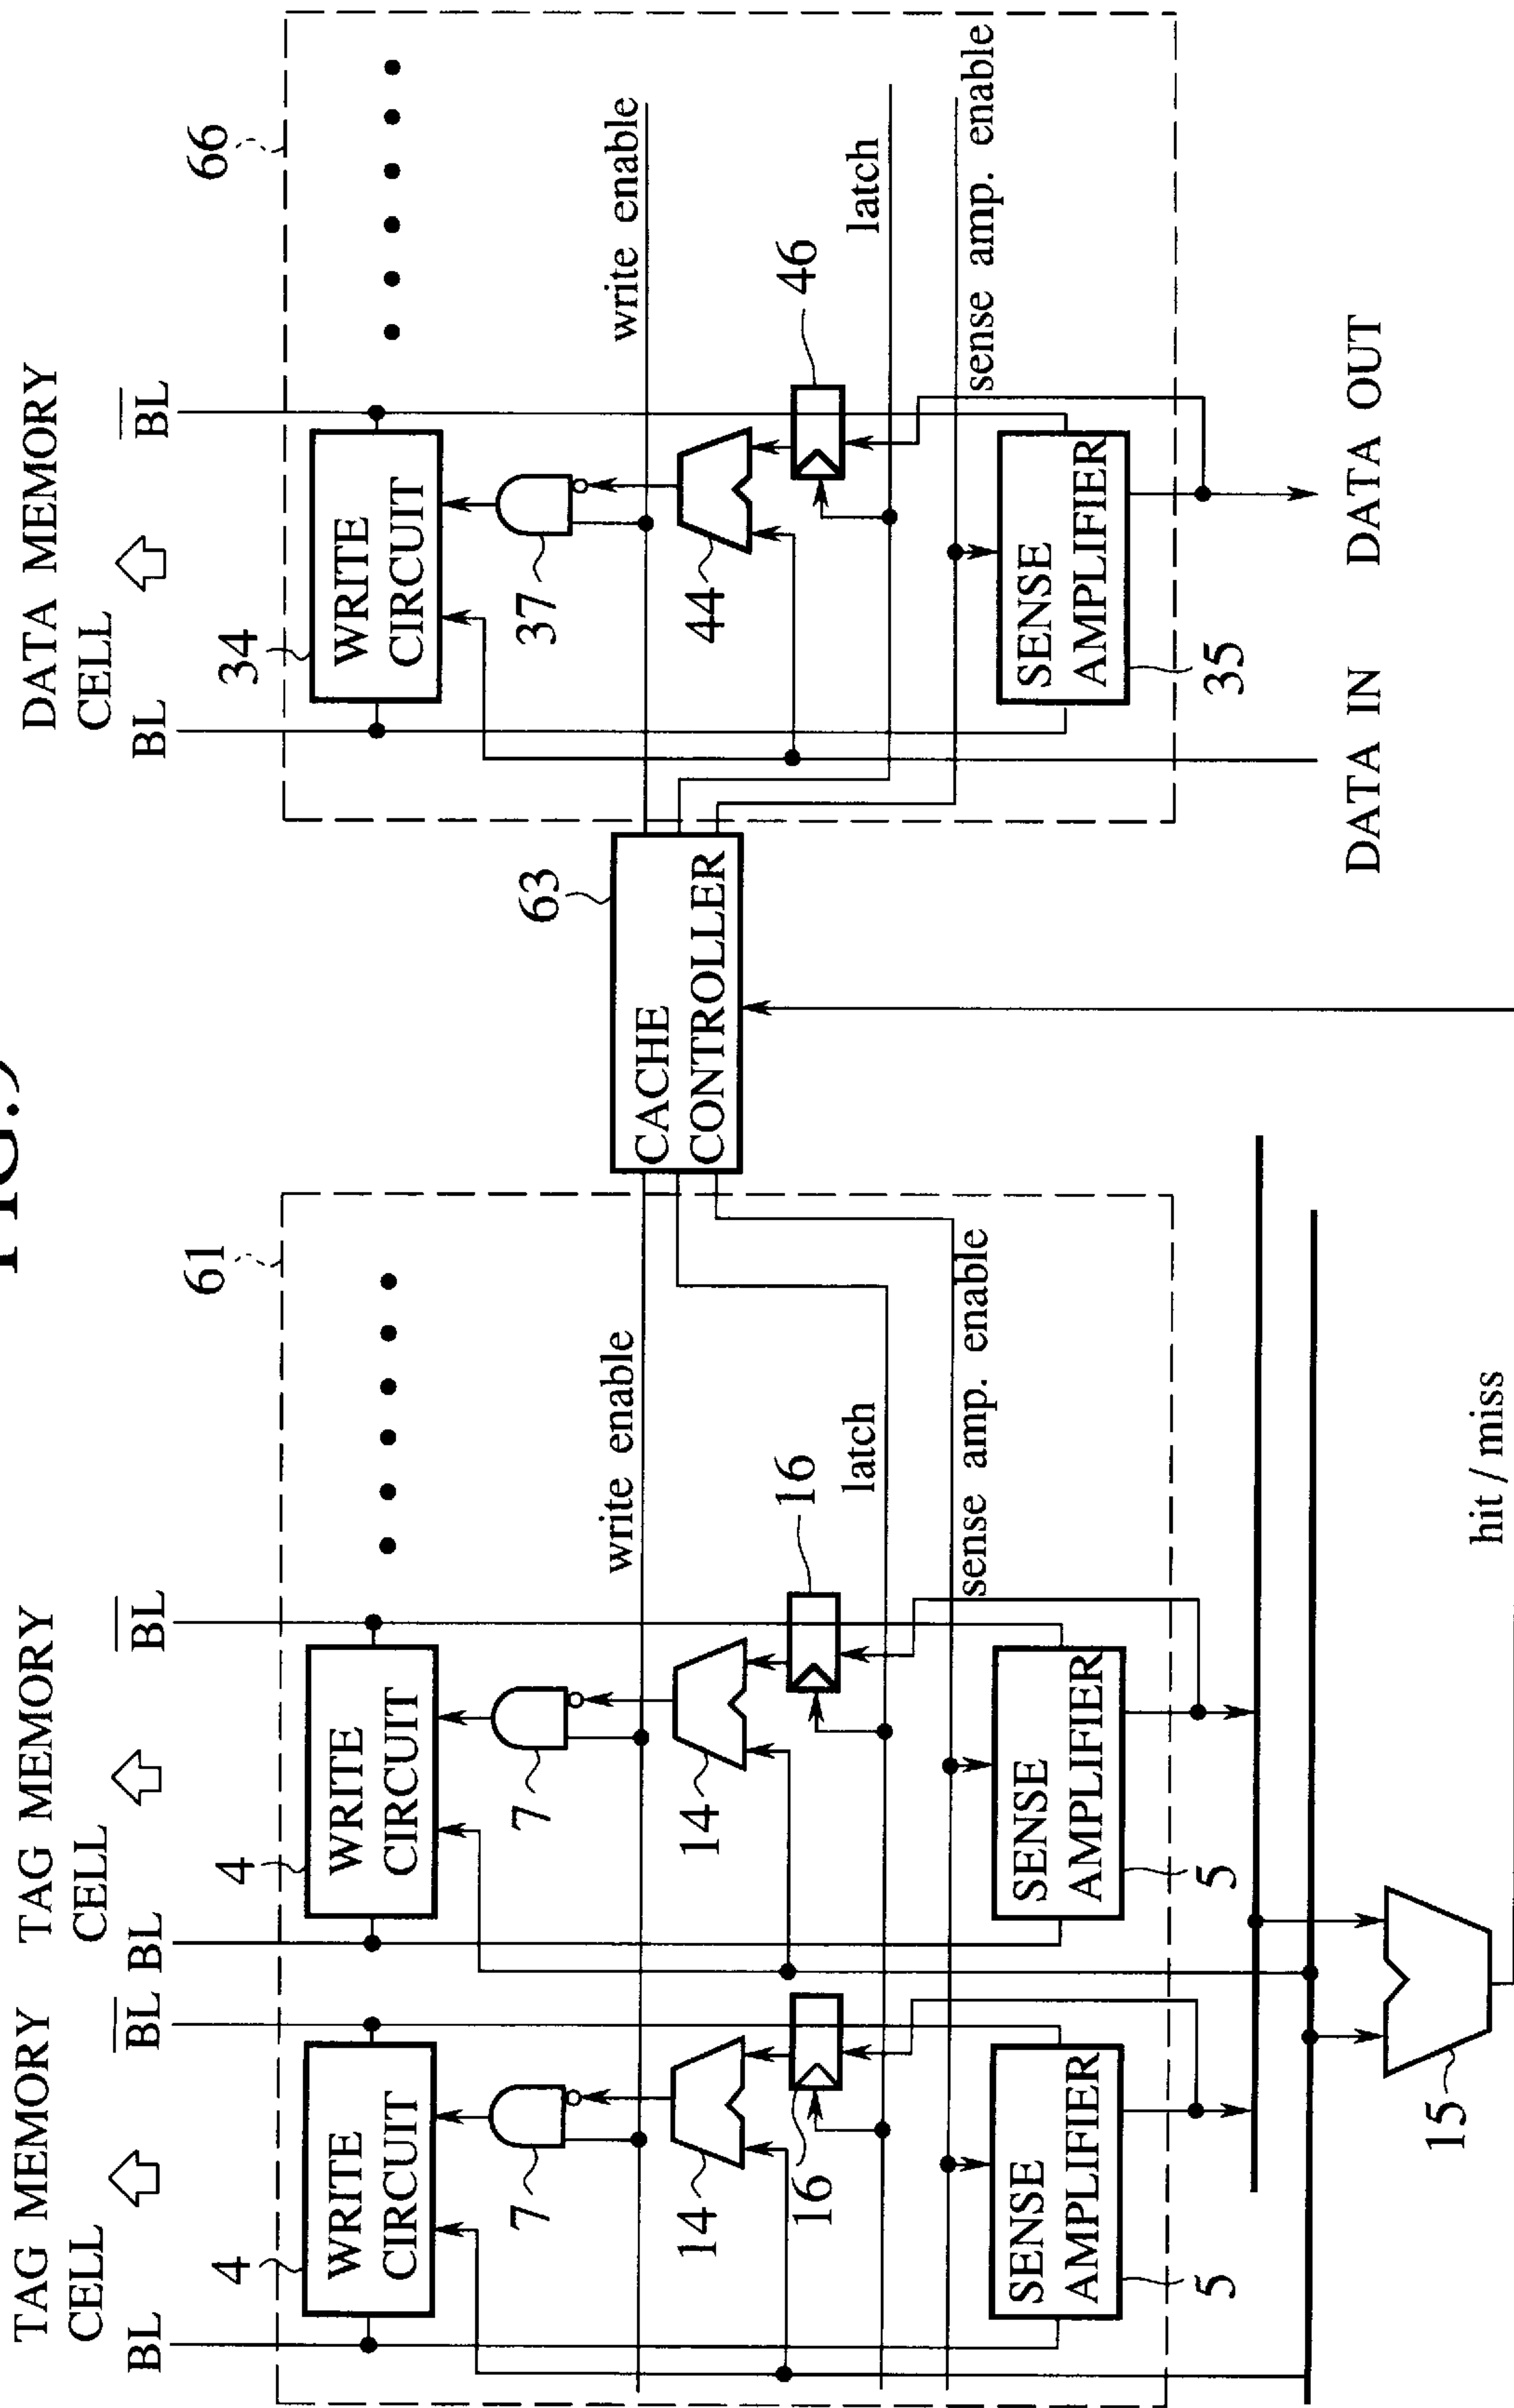 FIG.
TAG MEMORY
CELL
BL
BL
TAG MEMORY
CELL
BL
BL
DATA MEMORY
CELL
BL
BL
61
66
4
WRITE
CIRCUIT
4
WRITE
CIRCUIT
34
WRITE
CIRCUIT
7
7
63
CACHE
CONTROLLER
37
write enable
write enable
14
14
44
16
16
46
latch
latch
sense amp. enable
sense amp. enable
SENSE
AMPLIFIER
5
SENSE
AMPLIFIER
5
SENSE
AMPLIFIER
35
DATA IN
DATA OUT
15
hit / miss